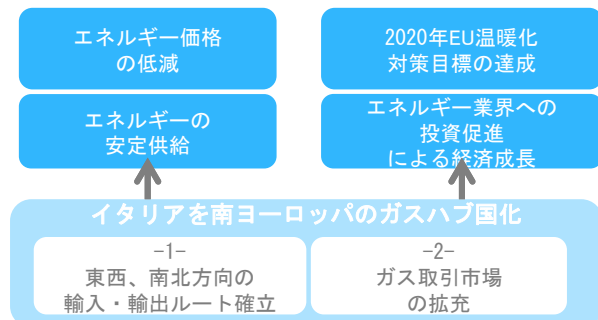 エネルギー価格
の低減
2020年EU温暖化
対策目標の達成
エネルギーの
安定供給
エネルギー業界への
投資促進
による経済成長
イタリアを南ヨーロッパのガスハブ国化
−1−
東西、南北方向の
輸入・輸出ルート確立
−2−
ガス取引市場
の拡充